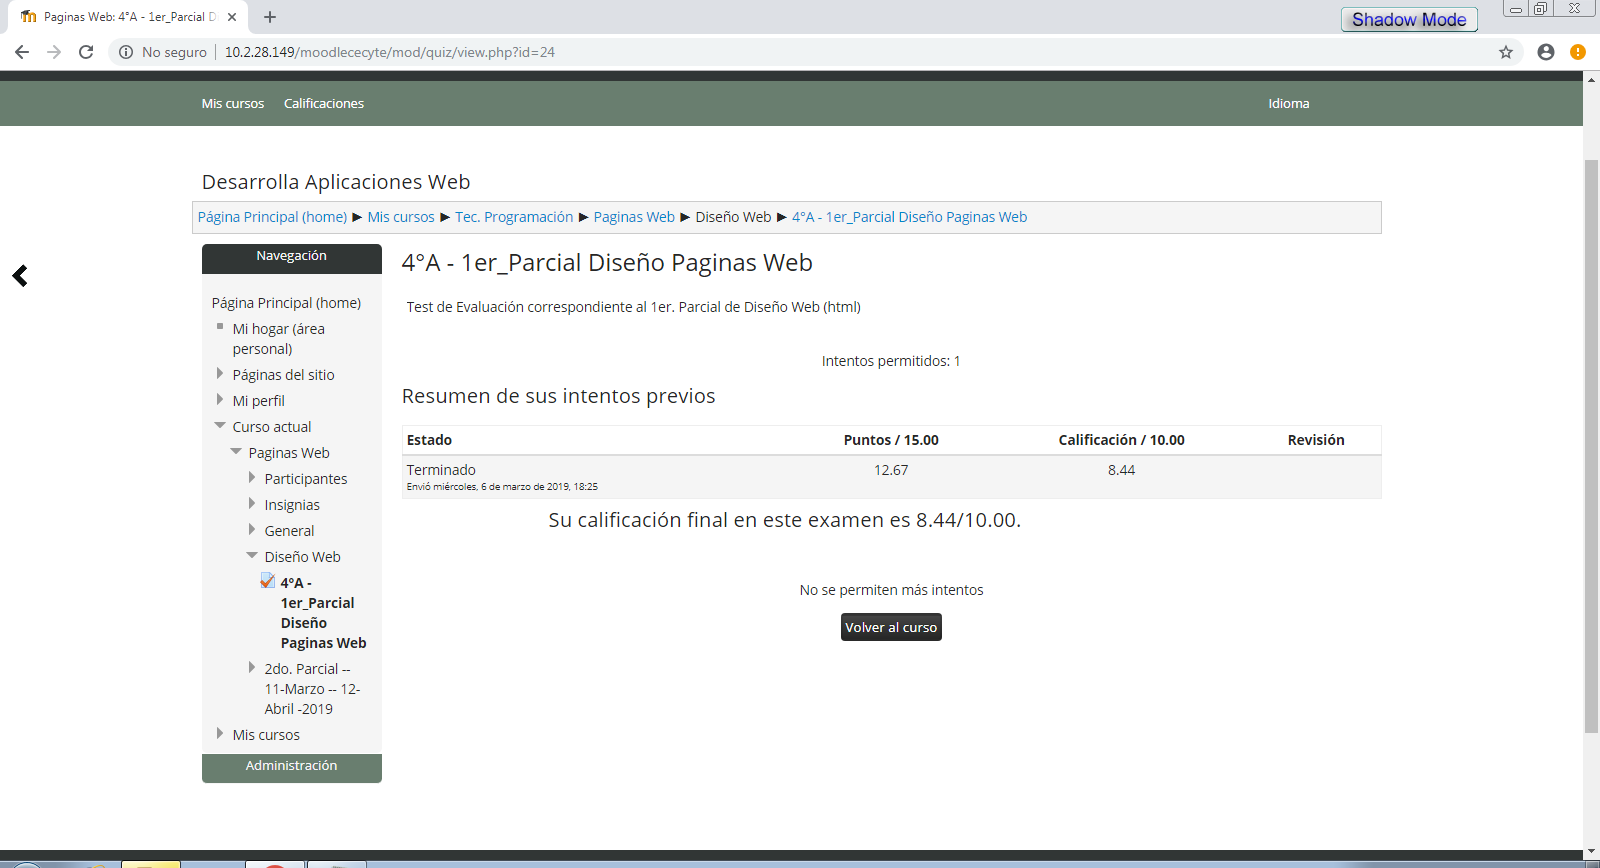 Paginas Web: 4°A - 1er_Parcial D
Shadow Mode
No seguro
10.2.28.149/moodlececyte/mod/quiz/view.php?id=24
Mis cursos
Calificaciones
Idioma
Desarrolla Aplicaciones Web
Página Principal (home) ► Mis cursos ► Tec. Programación ► Paginas Web ► Diseño Web ► 4°A - 1er_Parcial Diseño Paginas Web
Navegación
Página Principal (home)
Mi hogar (área
personal)
Páginas del sitio
Mi perfil
Curso actual
Paginas Web
Participantes
Insignias
General
Diseño Web
4°A -
1er_Parcial
Diseño
Paginas Web
2do. Parcial --
11-Marzo -- 12-
Abril -2019
Mis cursos
Administración
4°A - 1er_Parcial Diseño Paginas Web
Test de Evaluación correspondiente al 1er. Parcial de Diseño Web (html)
Intentos permitidos: 1
Resumen de sus intentos previos
Estado Puntos / 15.00 Calificación / 10.00 Revisión
Terminado 12.67 8.44
Envió miércoles, 6 de marzo de 2019, 18:25
Su calificación final en este examen es 8.44/10.00.
No se permiten más intentos
Volver al curso